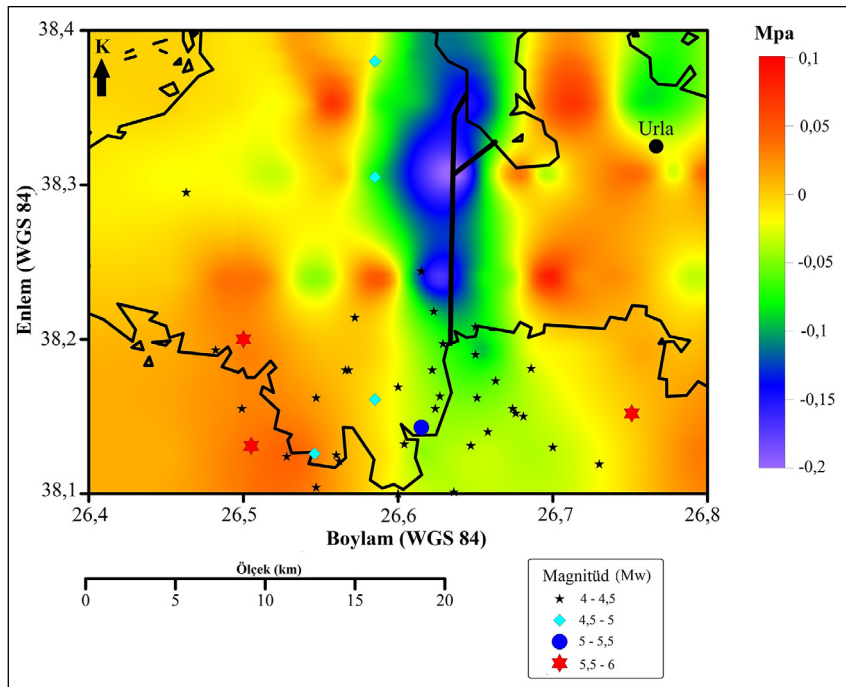 Mpa
38,4
K
0,1
Urla
0,05
38,3
0
Enlem (WGS 84)
-0,05
38,2
-0,1
-0,15
38,1
-0,2
26,4 26,5 26,6 26,7 26,8
Boylam (WGS 84)
Ölçek (km)
0 5 10 15 20
Magnitüd (Mw)
4 - 4,5
4,5 - 5
5 - 5,5
5,5 - 6